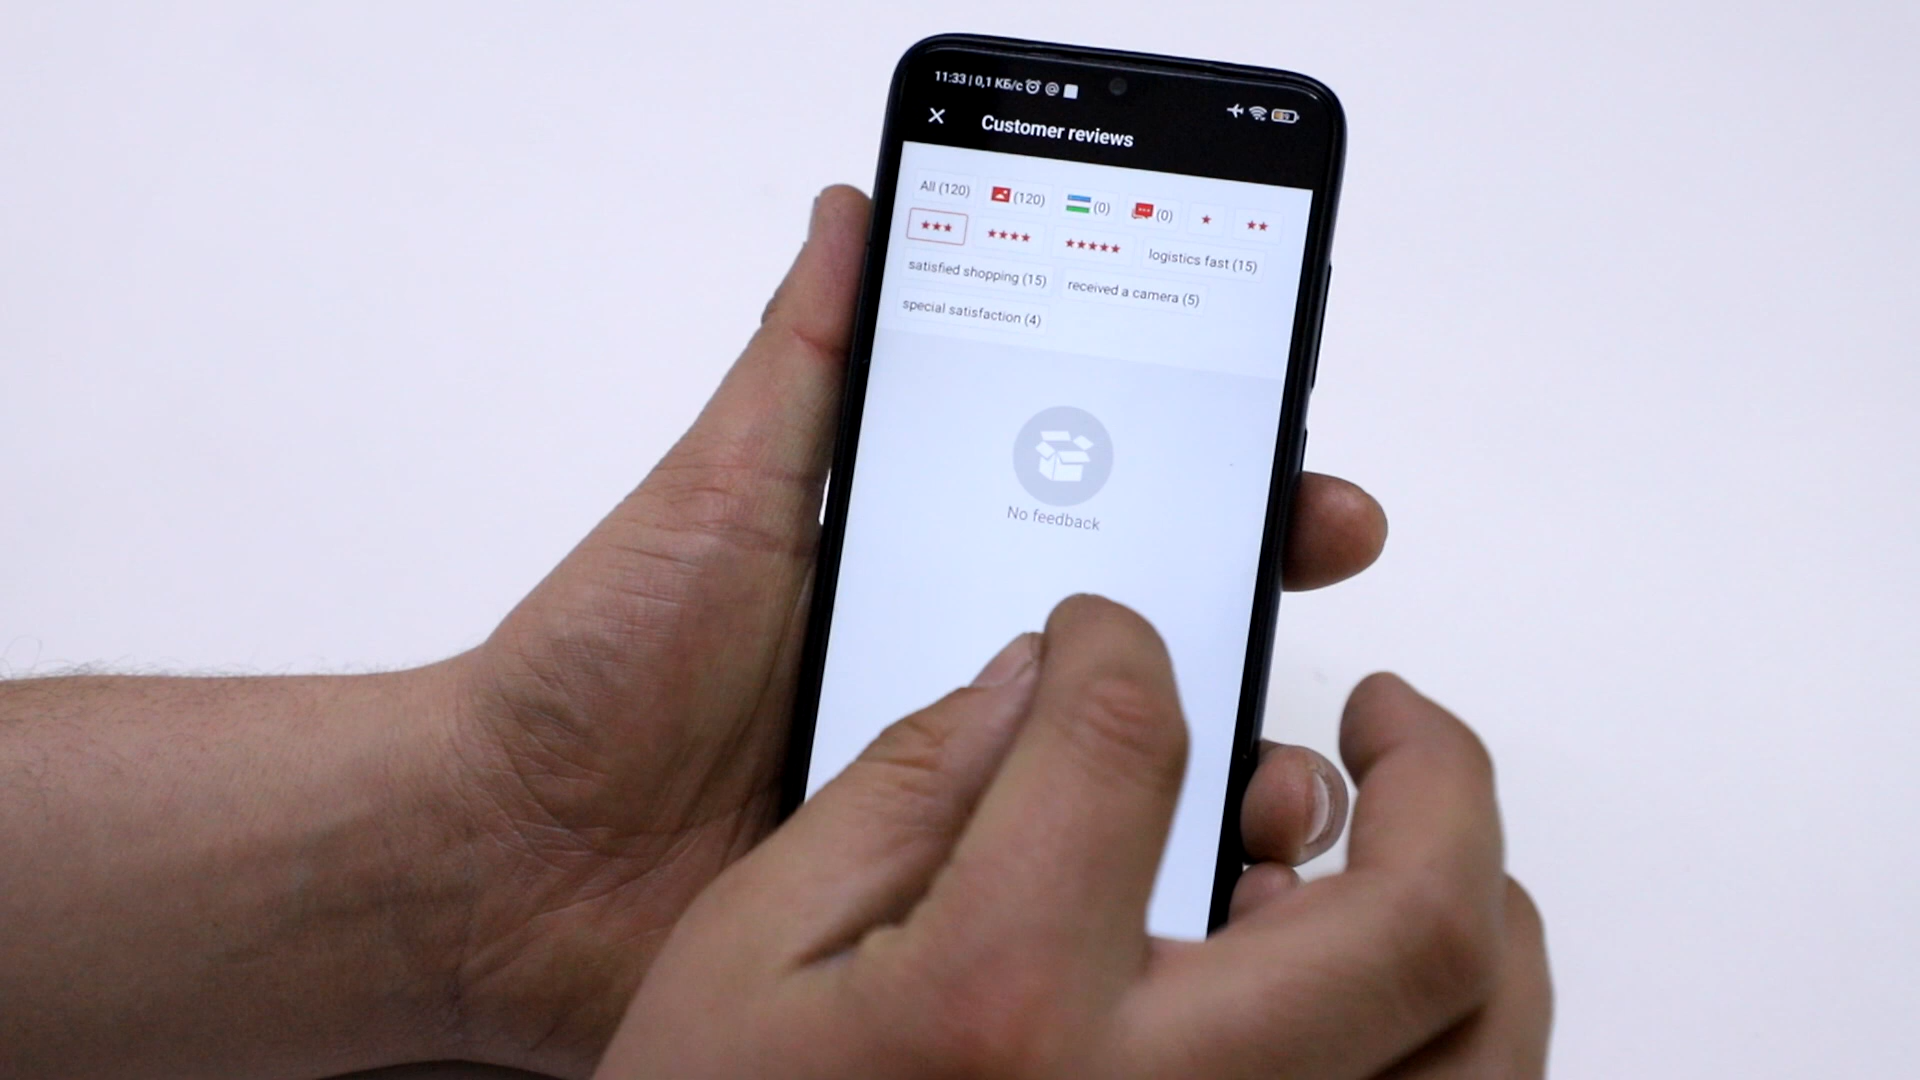 11:33 | 0,1 КБ/с
Customer reviews
All (120) (120) (0) (0)
logistics fast (15)
satisfied shopping (15) received a camera (5)
special satisfaction (4)
No feedback